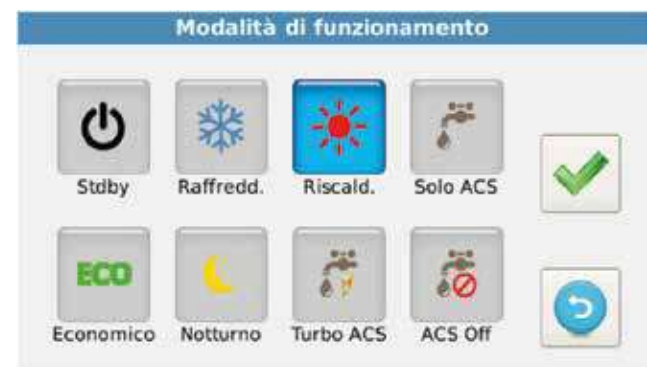 Modalità di funzionamento
Stdby Raffredd. Riscald. Solo ACS
ECO
Economico Notturno Turbo ACS ACS Off